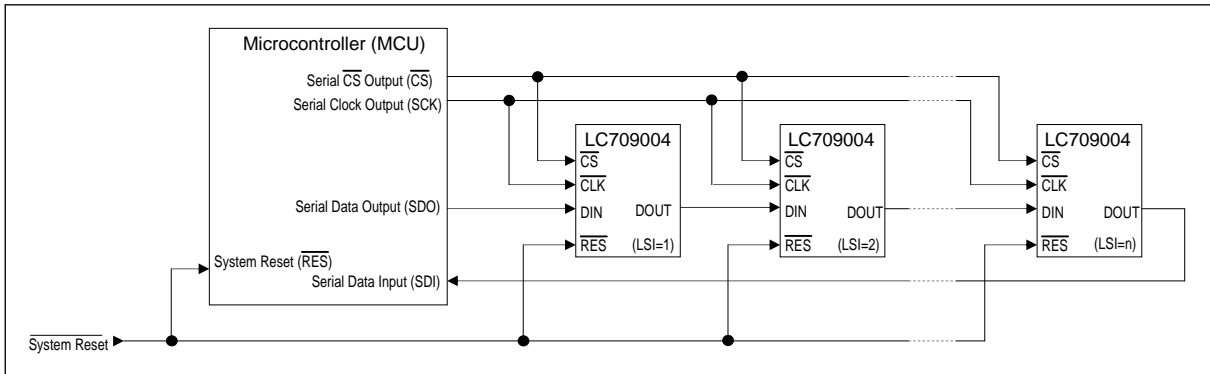 Microcontroller (MCU)
Serial CS Output (CS)
Serial Clock Output (SCK)
Serial Data Output (SDO)
System Reset (RES)
Serial Data Input (SDI)
System Reset
LC709004
CS
CLK
DIN DOUT
RES (LSI=1)
LC709004
CS
CLK
DIN DOUT
RES (LSI=2)
LC709004
CS
CLK
DIN DOUT
RES (LSI=n)